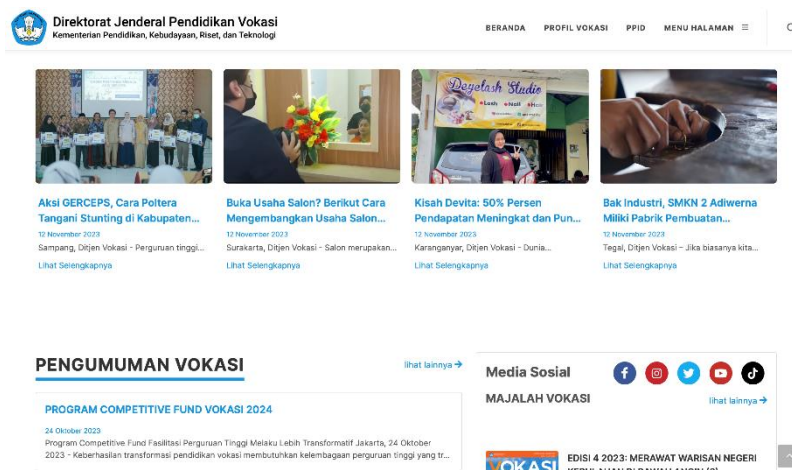 Direktorat Jenderal Pendidikan Vokasi
Kementerian Pendidikan, Kebudayaan, Riset, dan Teknologi
BERANDA PROFIL VOKASI PPID MENU HALAMAN
Deyelash Studio
Lash Nail Hair
Aksi GERCEPS, Cara Poltera
Tangani Stunting di Kabupaten...
12 November 2023
Sampang, Ditjen Vokasi - Perguruan tinggi...
Lihat Selengkapnya
Buka Usaha Salon? Berikut Cara
Mengembangkan Usaha Salon...
12 November 2023
Surakarta, Ditjen Vokasi - Salon merupakan...
Lihat Selengkapnya
Kisah Devita: 50% Persen
Pendapatan Meningkat dan Pun...
12 November 2023
Karanganyar, Ditjen Vokasi - Dunia...
Lihat Selengkapnya
Bak Industri, SMKN 2 Adiwerna
Miliki Pabrik Pembuatan...
12 November 2023
Tegal, Ditjen Vokasi – Jika biasanya kita...
Lihat Selengkapnya
PENGUMUMAN VOKASI
lihat lainnya →
PROGRAM COMPETITIVE FUND VOKASI 2024
24 Oktober 2023
Program Competitive Fund Fasilitasi Perguruan Tinggi Melaku Lebih Transformatif Jakarta, 24 Oktober
2023 - Keberhasilan transformasi pendidikan vokasi membutuhkan kelembagaan perguruan tinggi yang tr...
Media Sosial
MAJALAH VOKASI
lihat lainnya →
VOKASI
EDISI 4 2023: MERAWAT WARISAN NEGERI